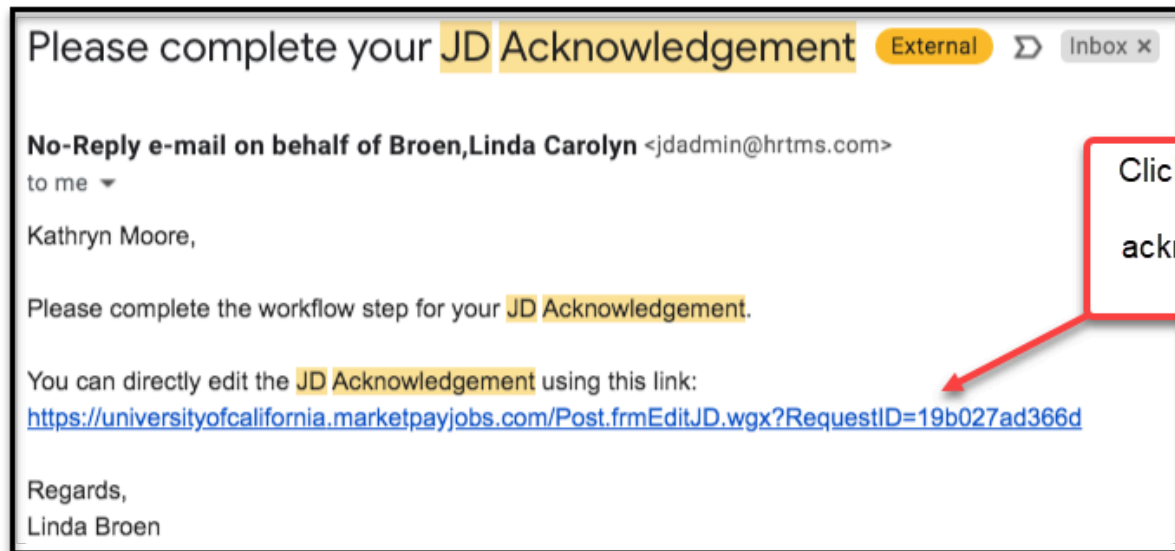 Please complete your JD Acknowledgement External Inbox ×
No-Reply e-mail on behalf of Broen,Linda Carolyn <jdadmin@hrtms.com>
to me
Kathryn Moore,
Please complete the workflow step for your JD Acknowledgement.
You can directly edit the JD Acknowledgement using this link:
https://universityofcalifornia.marketpayjobs.com/Post.frmEditJD.wgx?RequestID=19b027ad366d
Regards,
Linda Broen
Clic
ackr